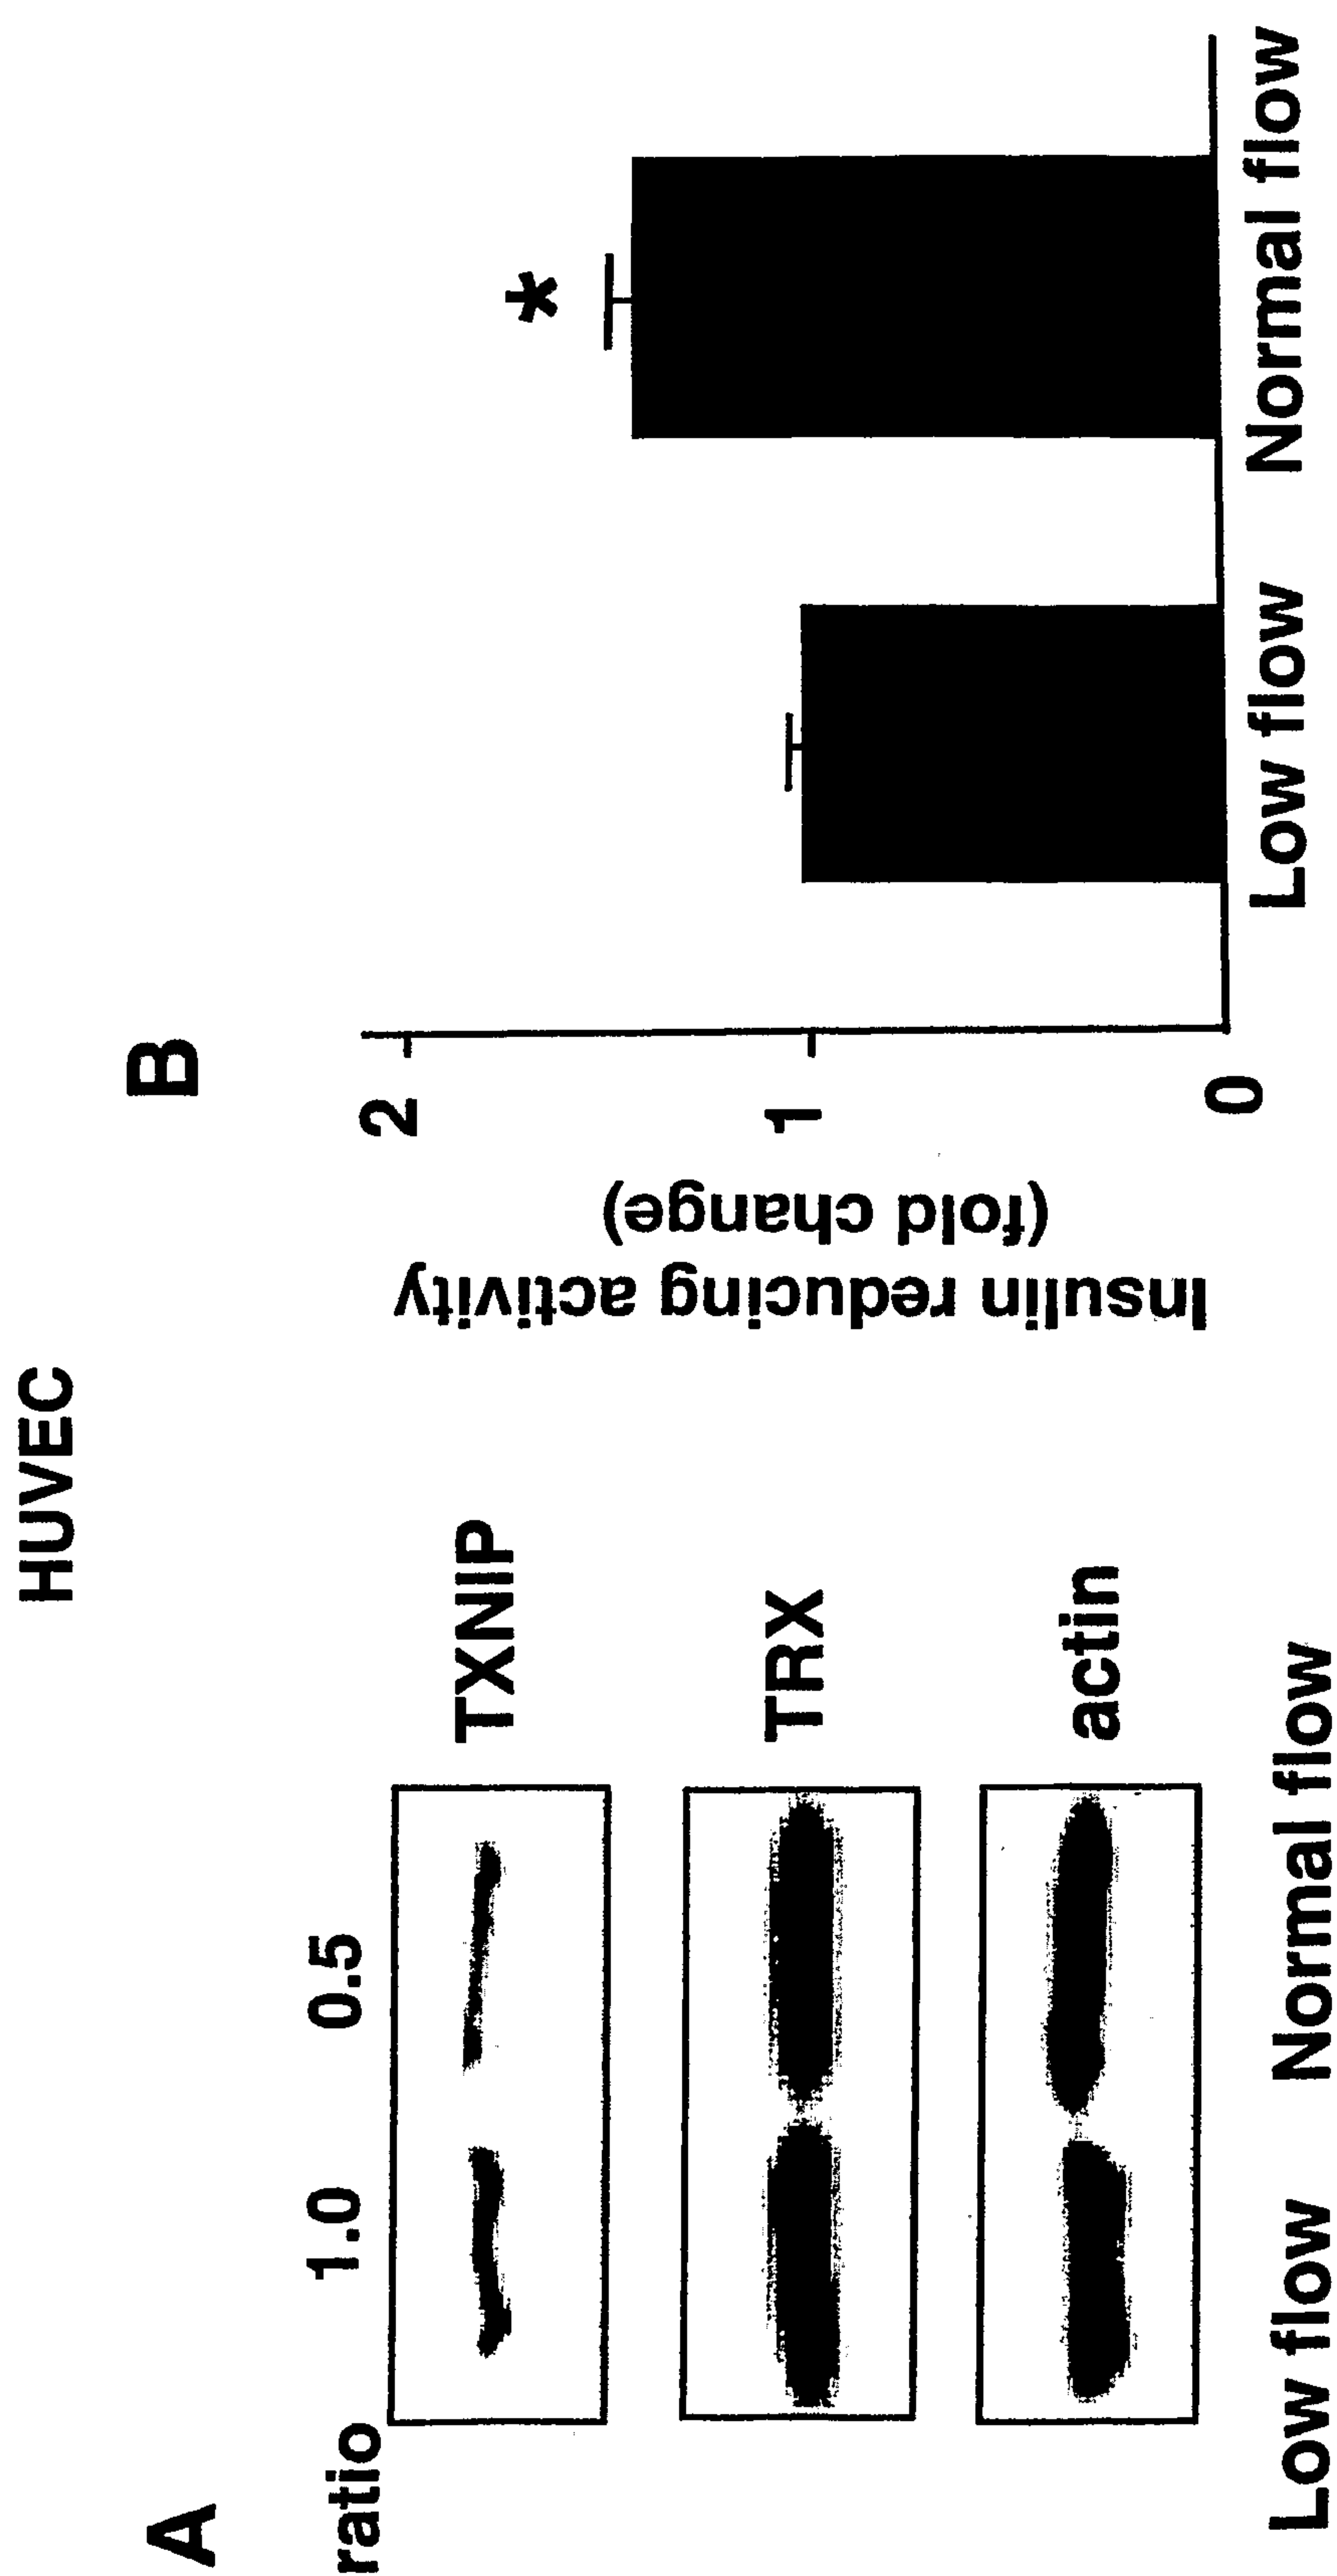 HUVEC
A
ratio 1.0 0.5
TXNIP
TRX
actin
Low flow Normal flow
B
Insulin reducing activity
(fold change)
2
1
0
*
Low flow Normal flow